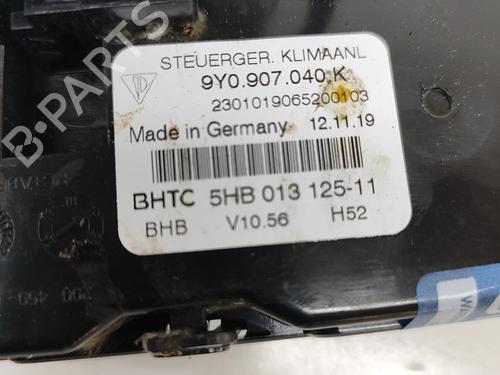 STEUERGER. KLIMAANL
9Y0.907.040.K
2301019065200103
Made in Germany 12.11.19
BHTC 5HB 013 125-11
BHB V10.56 H52
B-PARTS